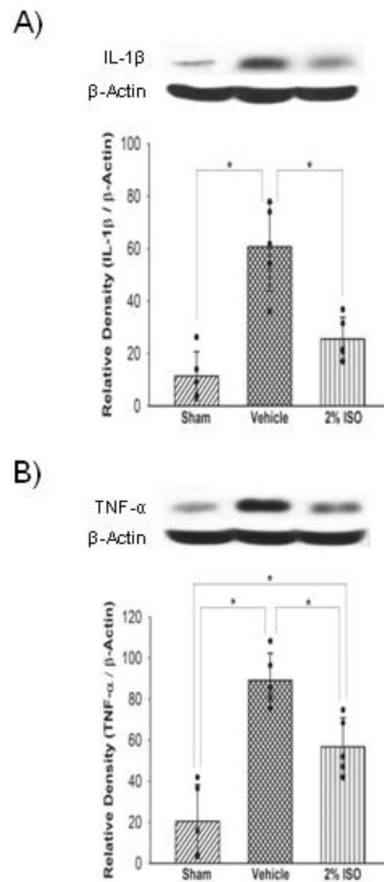 A)
IL-1β
β-Actin
Relative Density (IL-1β / β-Actin)
100
80
60
40
20
0
* *
Sham Vehicle 2% ISO
B)
TNF-α
β-Actin
Relative Density (TNF-α / β-Actin)
120
100
80
60
40
20
0
*
* *
Sham Vehicle 2% ISO